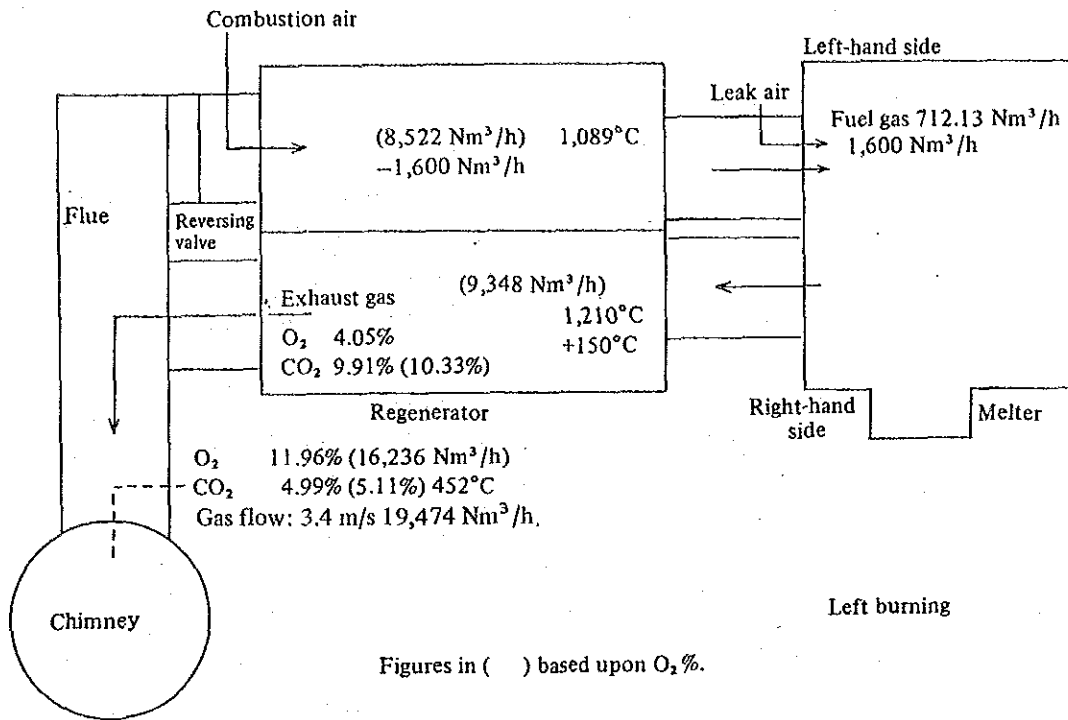 Combustion air
Left-hand side
Leak air
Fuel gas 712.13 Nm³/h
1,600 Nm³/h
(8,522 Nm³/h) 1,089°C
−1,600 Nm³/h
Flue
Reversing
valve
(9,348 Nm³/h)
Exhaust gas
1,210°C
O₂ 4.05%
+150°C
CO₂ 9.91% (10.33%)
Regenerator
Right-hand
side
Melter
O₂ 11.96% (16,236 Nm³/h)
CO₂ 4.99% (5.11%) 452°C
Gas flow: 3.4 m/s 19,474 Nm³/h.
Chimney
Left burning
Figures in ( ) based upon O₂%.